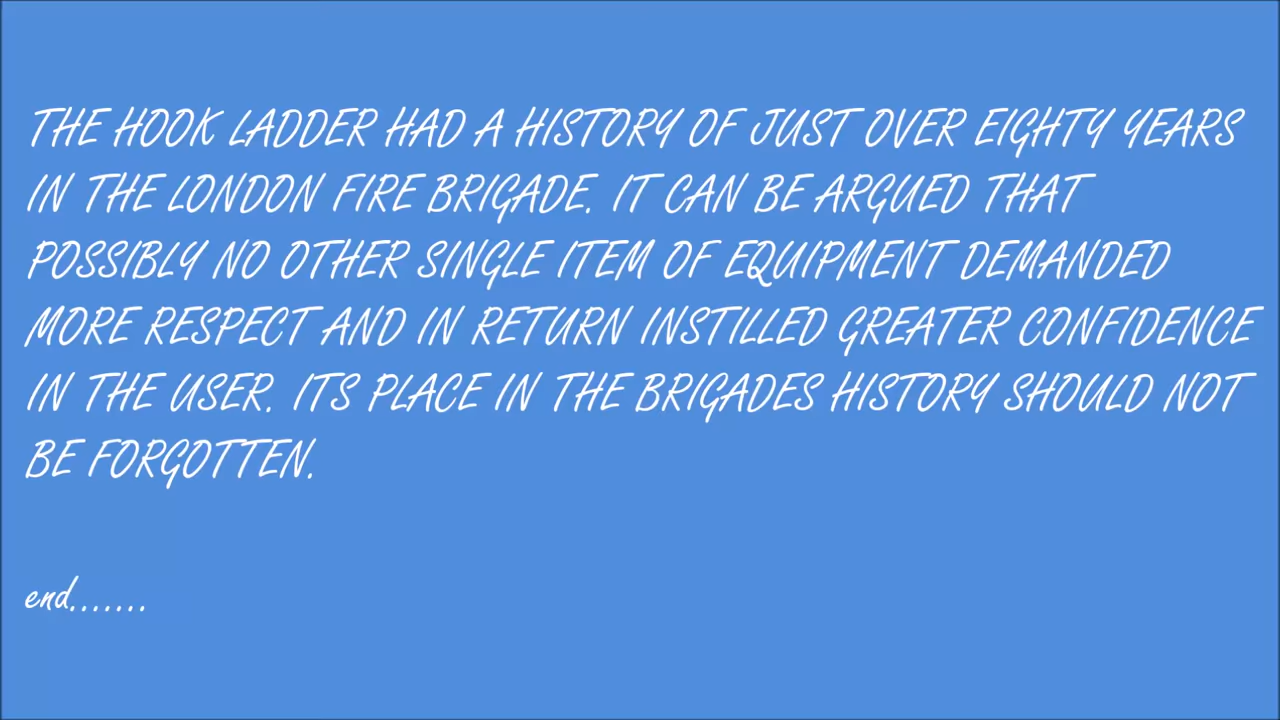 THE HOOK LADDER HAD A HISTORY OF JUST OVER EIGHTY YEARS
IN THE LONDON FIRE BRIGADE. IT CAN BE ARGUED THAT
POSSIBLY NO OTHER SINGLE ITEM OF EQUIPMENT DEMANDED
MORE RESPECT AND IN RETURN INSTILLED GREATER CONFIDENCE
IN THE USER. ITS PLACE IN THE BRIGADES HISTORY SHOULD NOT
BE FORGOTTEN.
end.......